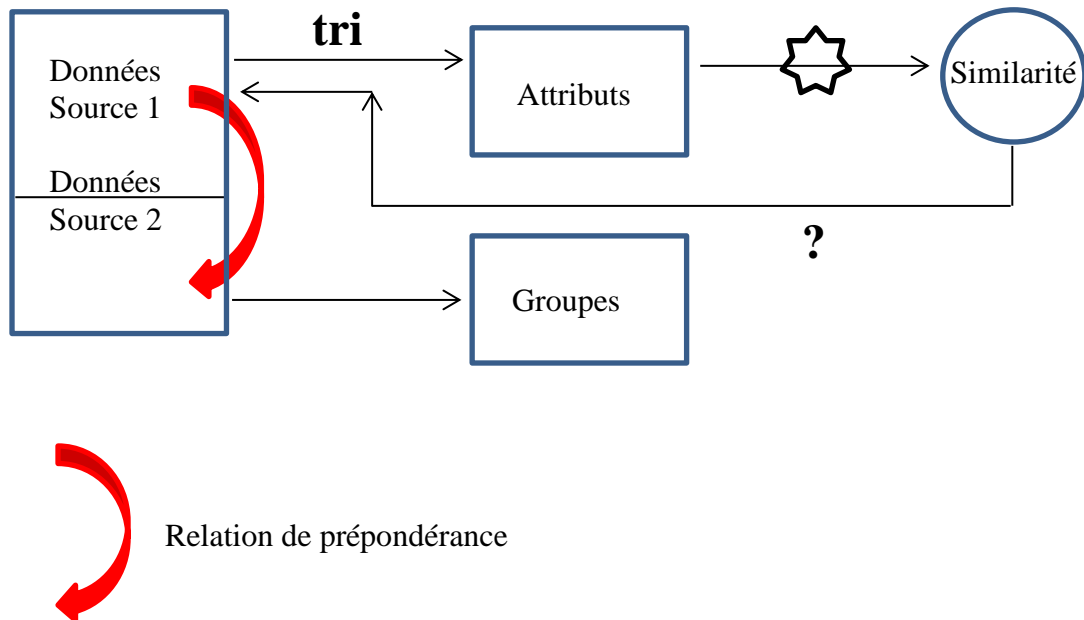 tri
Données
Source 1
Attributs
Similarité
Données
Source 2
?
Groupes
Relation de prépondérance